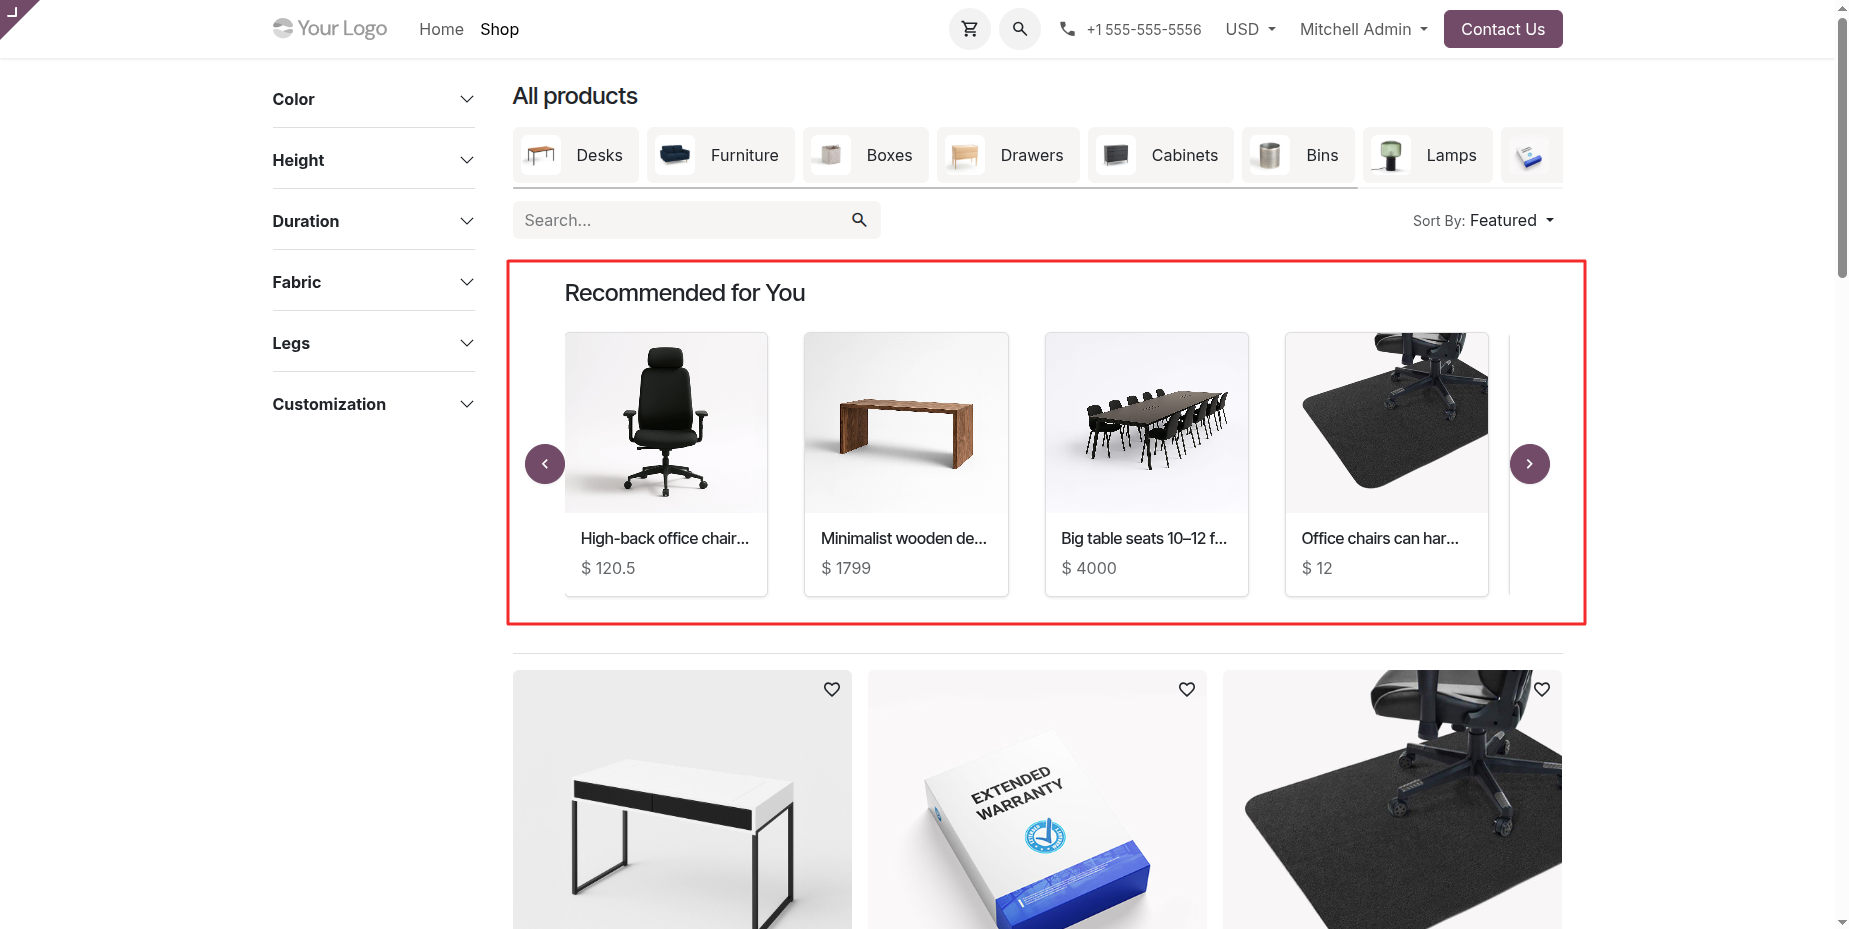 Your Logo
Home
Shop
+1 555-555-5556
USD
Mitchell Admin
Contact Us
Color
Height
Duration
Fabric
Legs
Customization
All products
Desks
Furniture
Boxes
Drawers
Cabinets
Bins
Lamps
Search...
Sort By: Featured
Recommended for You
High-back office chair...
$ 120.5
Minimalist wooden de...
$ 1799
Big table seats 10–12 f...
$ 4000
Office chairs can har...
$ 12
EXTENDED
WARRANTY